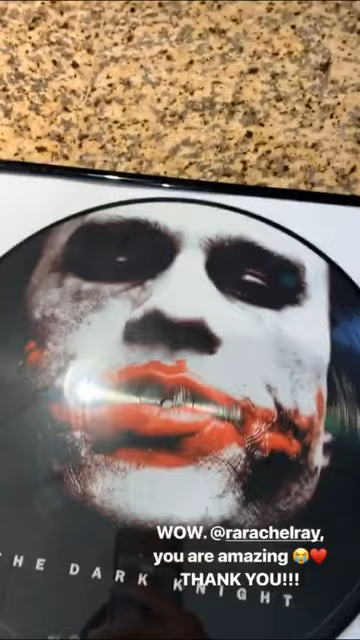 WOW. @rarachelray,
you are amazing 😭❤️
THANK YOU!!!
THE DARK KNIGHT